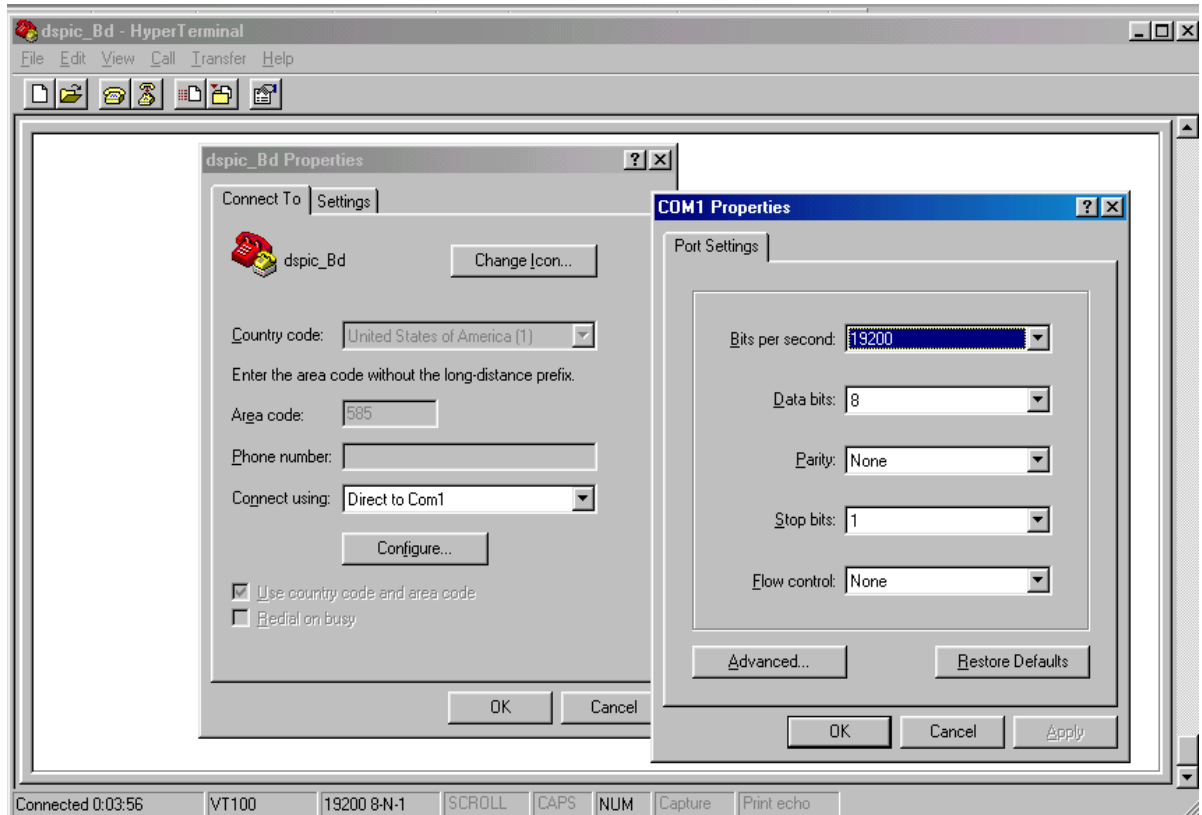 dspic_Bd - HyperTerminal
File Edit View Call Transfer Help
dspic_Bd Properties
Connect To Settings
dspic_Bd
Change Icon...
Country code: United States of America (1)
Enter the area code without the long-distance prefix.
Area code: 585
Phone number:
Connect using: Direct to Com1
Configure...
Use country code and area code
Redial on busy
OK Cancel
COM1 Properties
Port Settings
Bits per second: 19200
Data bits: 8
Parity: None
Stop bits: 1
Flow control: None
Advanced... Restore Defaults
OK Cancel Apply
Connected 0:03:56 VT100 19200 8-N-1 SCROLL CAPS NUM Capture Print echo